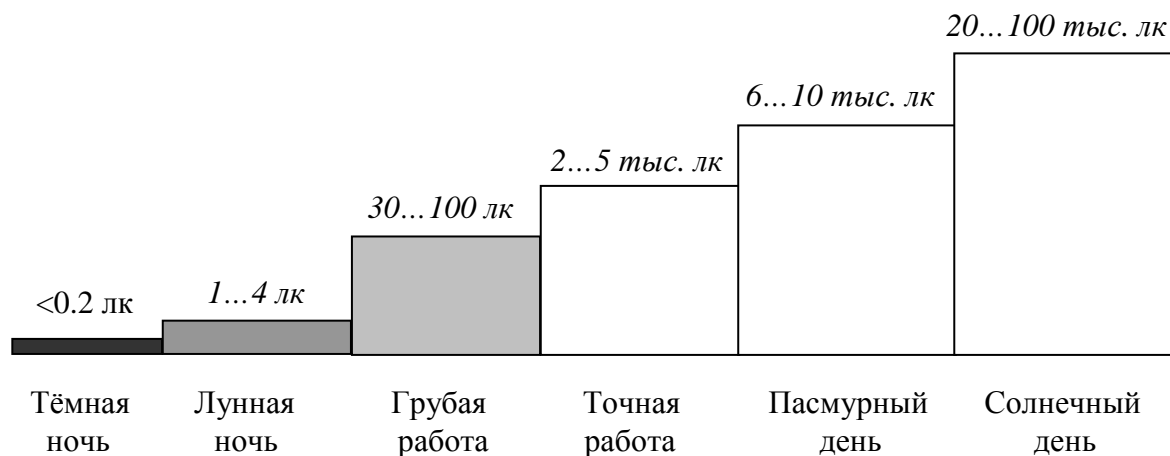 20…100 тыс. лк
6…10 тыс. лк
2…5 тыс. лк
30…100 лк
1…4 лк
<0.2 лк
Тёмная
ночь
Лунная
ночь
Грубая
работа
Точная
работа
Пасмурный
день
Солнечный
день